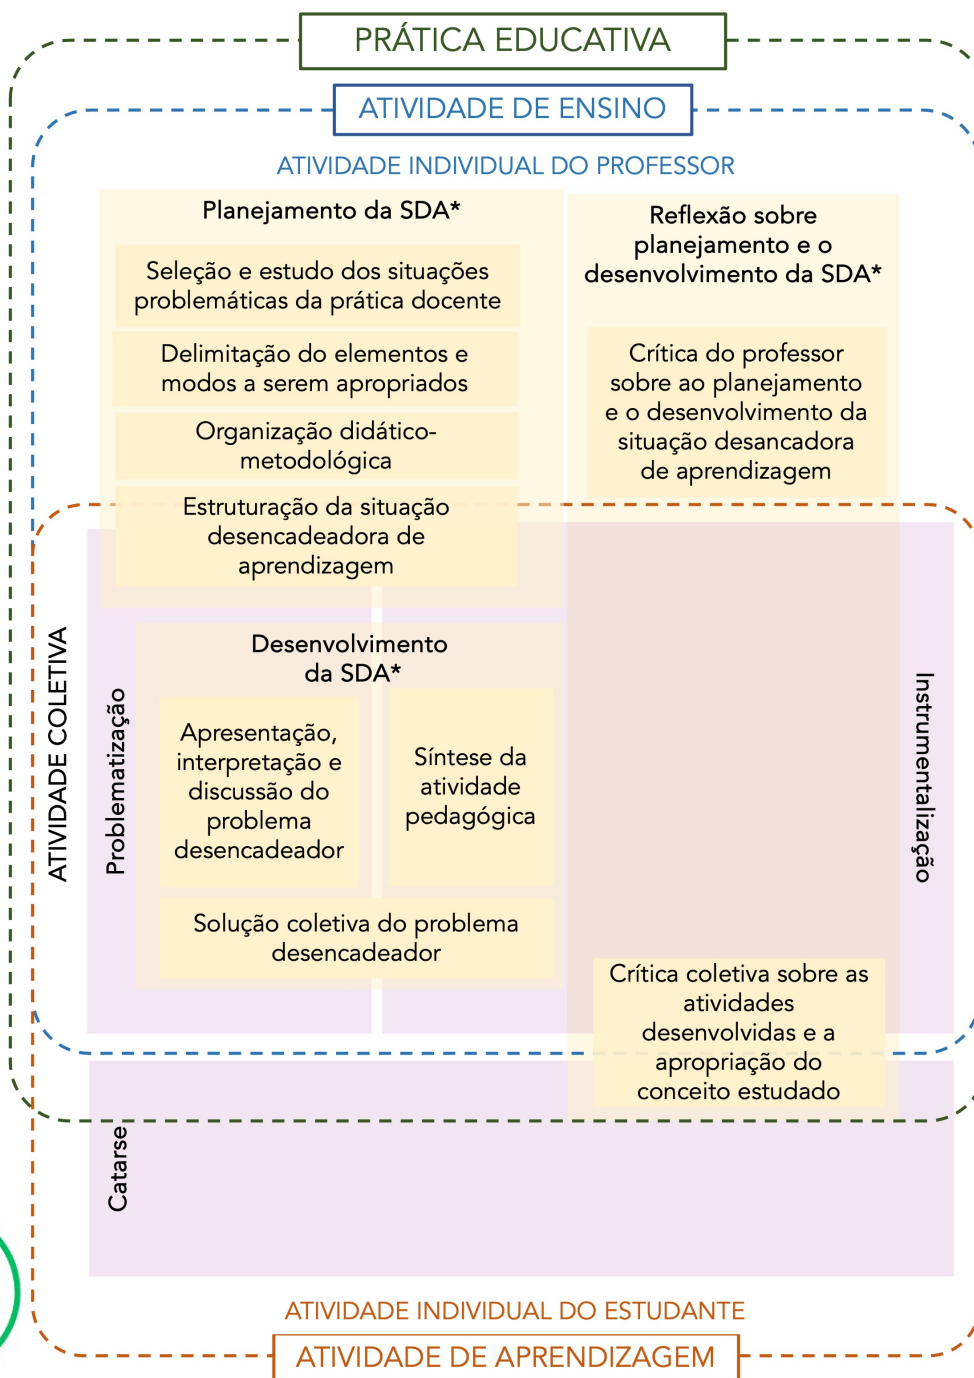 PRÁTICA EDUCATIVA
ATIVIDADE DE ENSINO
ATIVIDADE INDIVIDUAL DO PROFESSOR
Planejamento da SDA*
Seleção e estudo dos situações
problemáticas da prática docente
Delimitação do elementos e
modos a serem apropriados
Organização didático-
metodológica
Estruturação da situação
desencadeadora de
aprendizagem
Reflexão sobre
planejamento e o
desenvolvimento da SDA*
Crítica do professor
sobre ao planejamento
e o desenvolvimento da
situação desancadora
de aprendizagem
ATIVIDADE COLETIVA
Problematização
Desenvolvimento
da SDA*
Apresentação,
interpretação e
discussão do
problema
desencadeador
Síntese da
atividade
pedagógica
Solução coletiva do problema
desencadeador
Instrumentalização
Crítica coletiva sobre as
atividades
desenvolvidas e a
apropriação do
conceito estudado
Catarse
ATIVIDADE INDIVIDUAL DO ESTUDANTE
ATIVIDADE DE APRENDIZAGEM